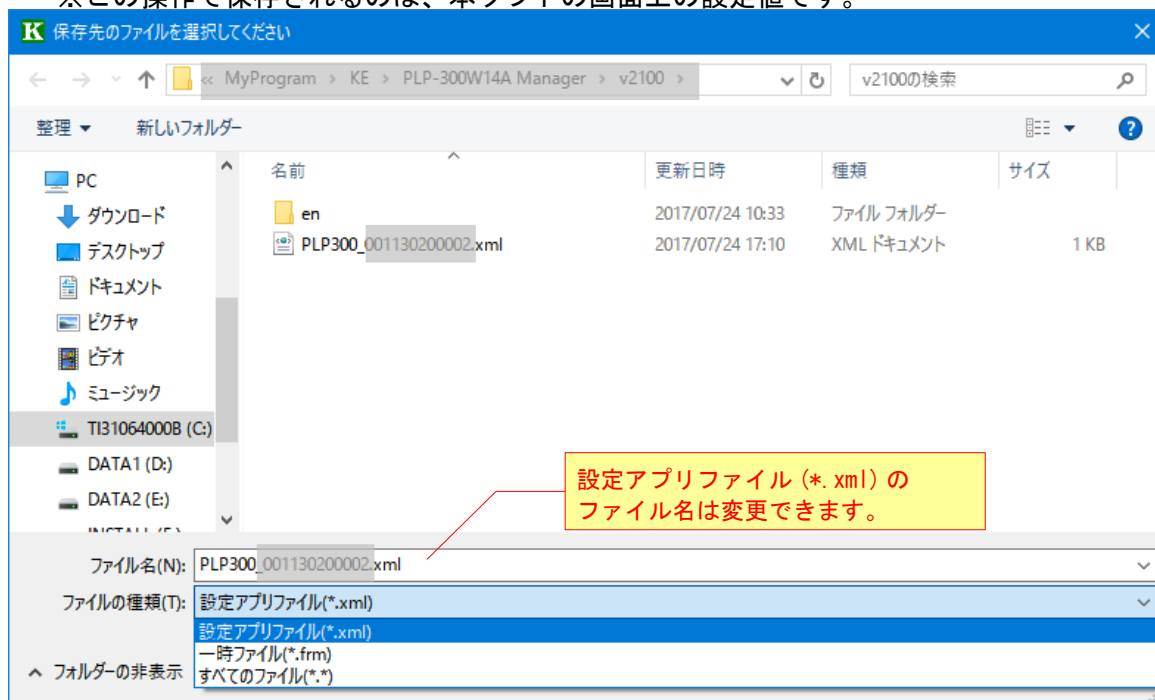 ※この操作で保存されるのは、本ソフトの画面上の設定値です。
K 保存先のファイルを選択してください
« MyProgram › KE › PLP-300W14A Manager › v2100 ›
v2100の検索
整理 新しいフォルダー
名前 更新日時 種類 サイズ
PC
ダウンロード
デスクトップ
ドキュメント
ピクチャ
ビデオ
ミュージック
TI31064000B (C:)
DATA1 (D:)
DATA2 (E:)
en 2017/07/24 10:33 ファイル フォルダー
PLP300_001130200002.xml 2017/07/24 17:10 XML ドキュメント 1 KB
設定アプリファイル(*.xml)の
ファイル名は変更できます。
ファイル名(N): PLP300_001130200002.xml
ファイルの種類(T): 設定アプリファイル(*.xml)
設定アプリファイル(*.xml)
一時ファイル(*.frm)
すべてのファイル(*.*)
フォルダーの非表示